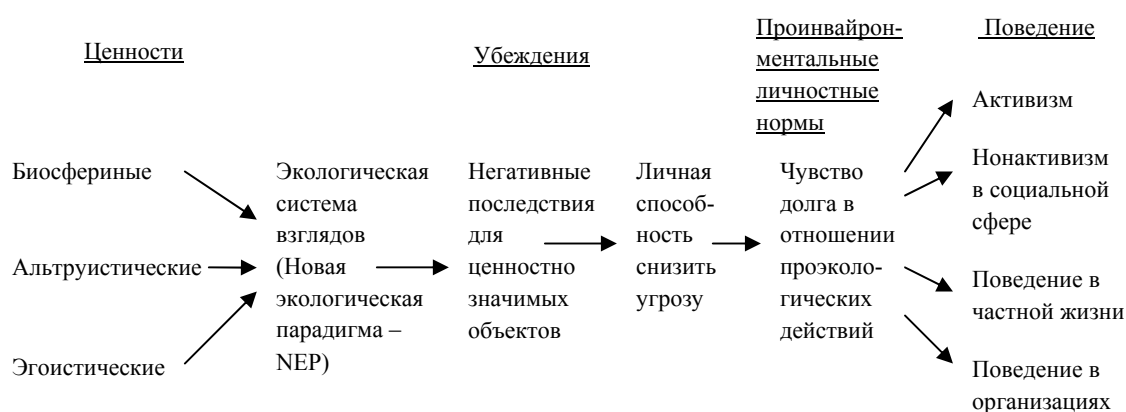 Ценности
Убеждения
Проинвайрон-
ментальные
личностные
нормы
Поведение
Биосфериные
Альтруистические
Эгоистические
Экологическая
система
взглядов
(Новая
экологическая
парадигма –
NEP)
Негативные
последствия
для
ценностно
значимых
объектов
Личная
способ-
ность
снизить
угрозу
Чувство
долга в
отношении
проэколо-
гических
действий
Активизм
Нонактивизм
в социальной
сфере
Поведение в
частной жизни
Поведение в
организациях